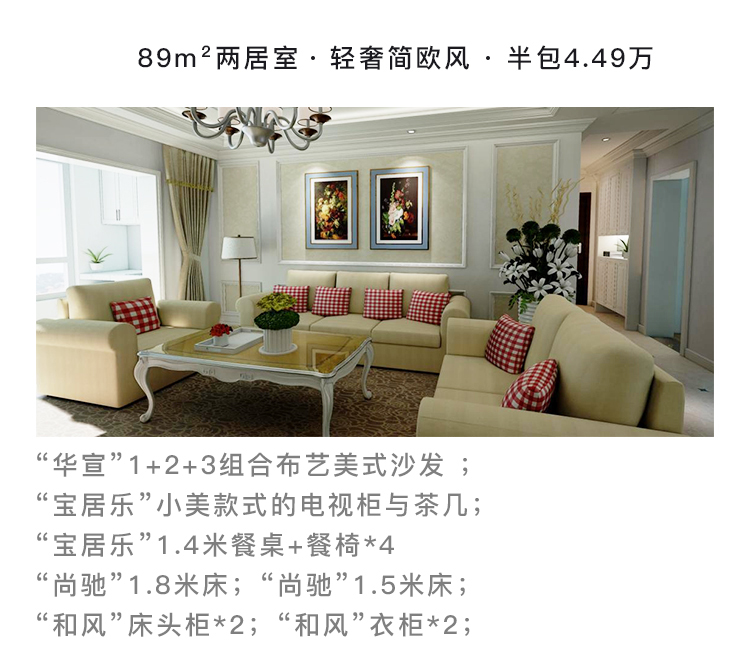 89m²两居室·轻奢简欧风·半包4.49万
“华宣”1+2+3组合布艺美式沙发；
“宝居乐”小美款式的电视柜与茶几；
“宝居乐”1.4米餐桌+餐椅*4
“尚驰”1.8米床；“尚驰”1.5米床；
“和风”床头柜*2；“和风”衣柜*2；